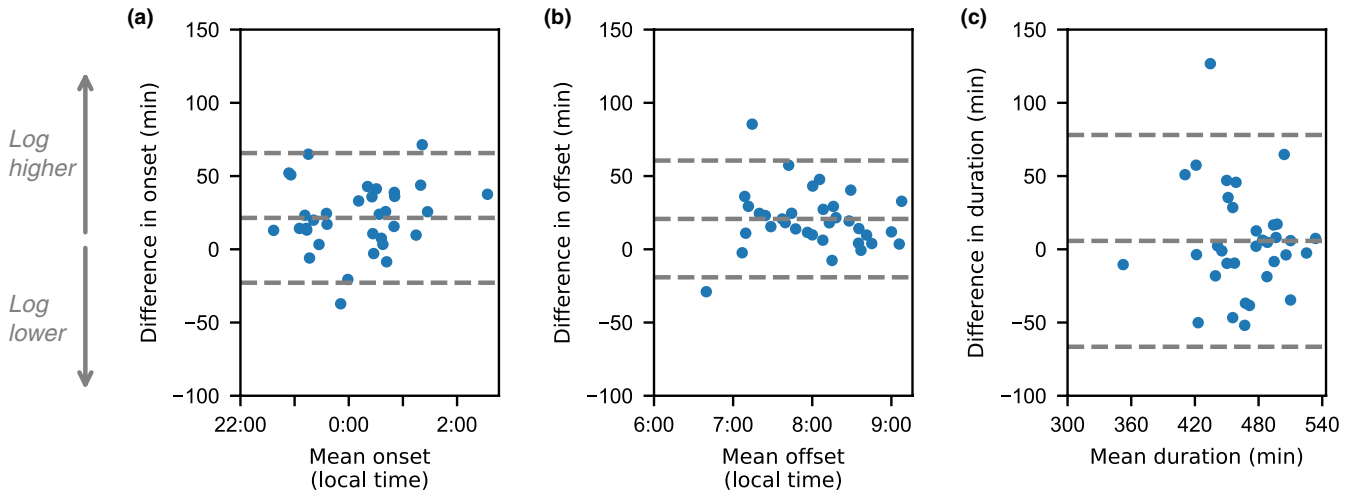 Log
higher
Log
lower
(a)
Difference in onset (min)
150
100
50
0
−50
−100
22:00
0:00
2:00
Mean onset
(local time)
(b)
Difference in offset (min)
150
100
50
0
−50
−100
6:00
7:00
8:00
9:00
Mean offset
(local time)
(c)
Difference in duration (min)
150
100
50
0
−50
−100
300
360
420
480
540
Mean duration (min)